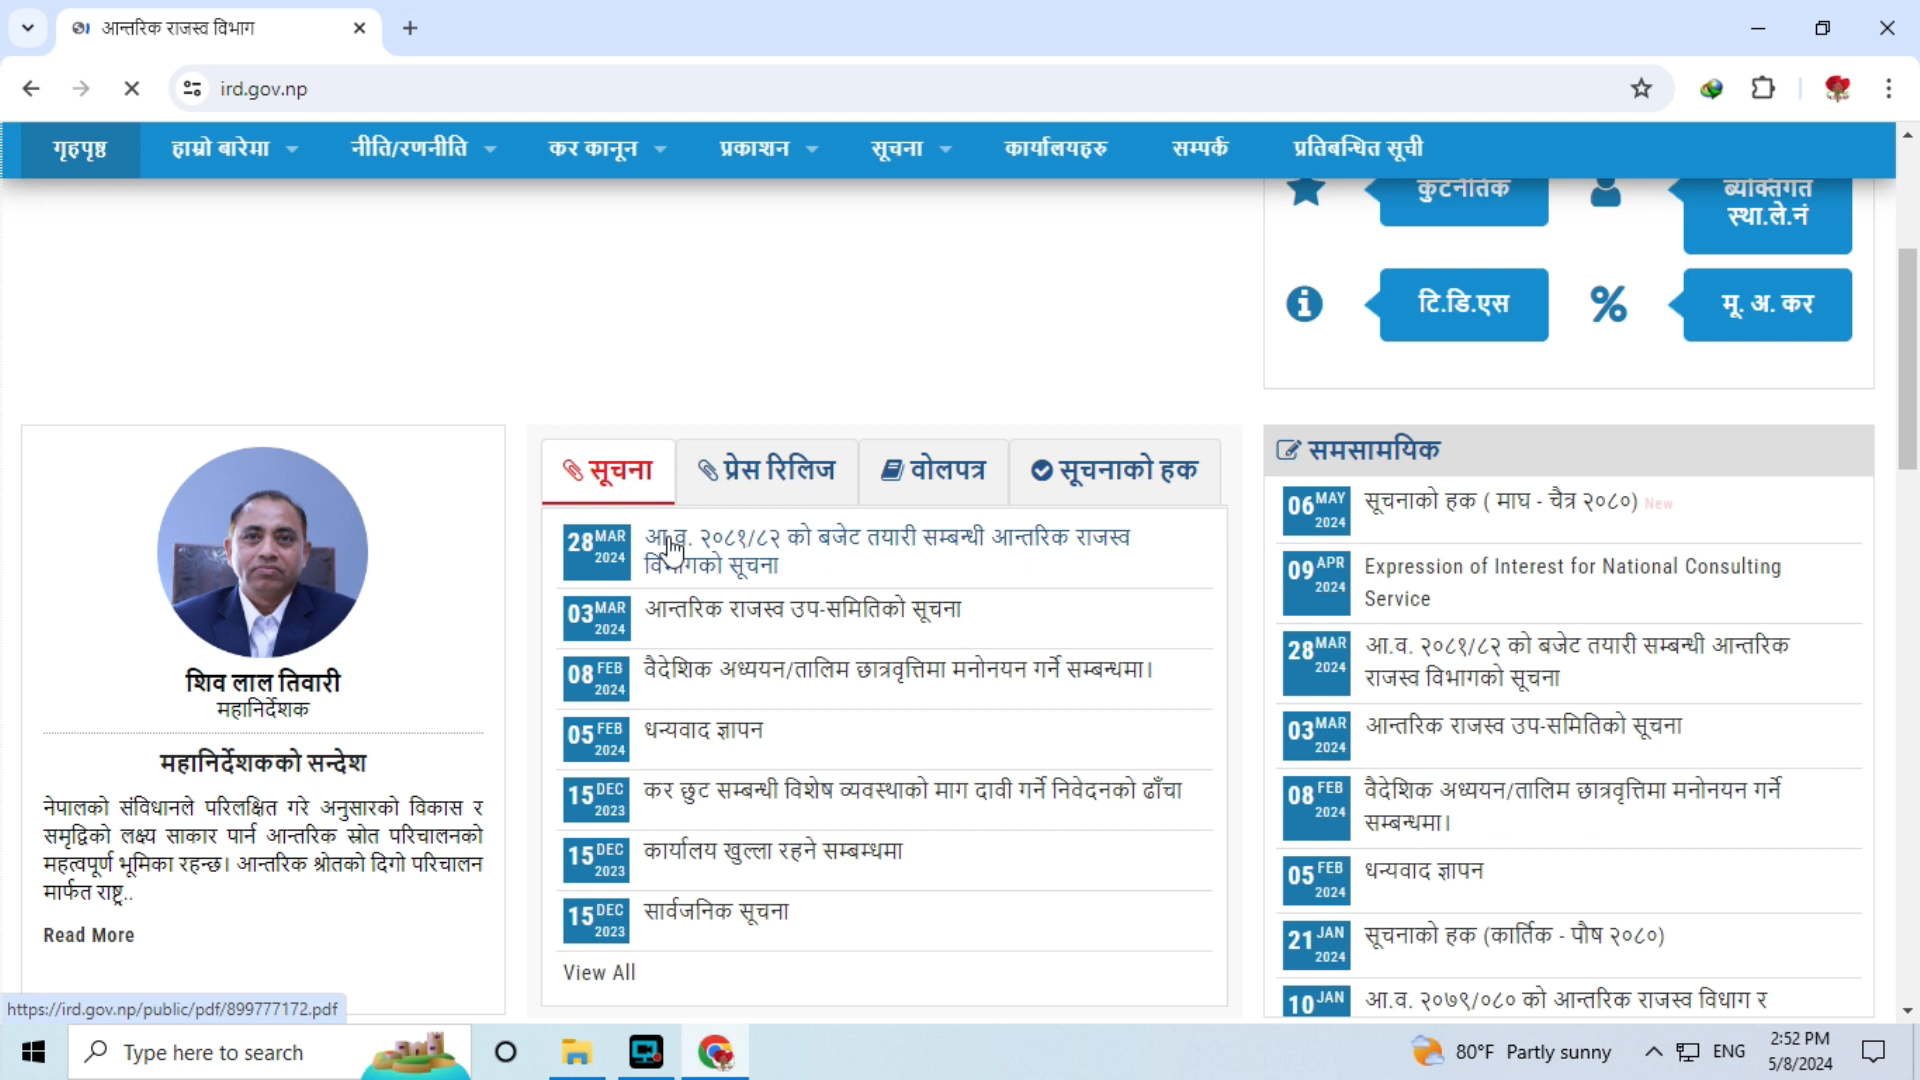 आन्तरिक राजस्व विभाग
ird.gov.np
गृहपृष्ठ हाम्रो बारेमा नीति/रणनीति कर कानून प्रकाशन सूचना कार्यालयहरु सम्पर्क प्रतिबन्धित सूची
कुटनीतिक
ब्यक्तिगत
स्था.ले.नं
टि.डि.एस
मू. अ. कर
शिव लाल तिवारी
महानिर्देशक
महानिर्देशकको सन्देश
नेपालको संविधानले परिलक्षित गरे अनुसारको विकास र
समृद्दिको लक्ष्य साकार पार्न आन्तरिक स्रोत परिचालनको
महत्वपूर्ण भूमिका रहन्छ। आन्तरिक श्रोतको दिगो परिचालन
मार्फत राष्ट्र..
Read More
सूचना प्रेस रिलिज वोलपत्र सूचनाको हक
28 MAR 2024
आ.व. २०८१/८२ को बजेट तयारी सम्बन्धी आन्तरिक राजस्व
विभागको सूचना
03 MAR 2024
आन्तरिक राजस्व उप-समितिको सूचना
08 FEB 2024
वैदेशिक अध्ययन/तालिम छात्रवृत्तिमा मनोनयन गर्ने सम्बन्धमा।
05 FEB 2024
धन्यवाद ज्ञापन
15 DEC 2023
कर छुट सम्बन्धी विशेष व्यवस्थाको माग दावी गर्ने निवेदनको ढाँचा
15 DEC 2023
कार्यालय खुल्ला रहने सम्बम्धमा
15 DEC 2023
सार्वजनिक सूचना
View All
समसामयिक
06 MAY 2024
सूचनाको हक ( माघ - चैत्र २०८०) New
09 APR 2024
Expression of Interest for National Consulting
Service
28 MAR 2024
आ.व. २०८१/८२ को बजेट तयारी सम्बन्धी आन्तरिक
राजस्व विभागको सूचना
03 MAR 2024
आन्तरिक राजस्व उप-समितिको सूचना
08 FEB 2024
वैदेशिक अध्ययन/तालिम छात्रवृत्तिमा मनोनयन गर्ने
सम्बन्धमा।
05 FEB 2024
धन्यवाद ज्ञापन
21 JAN 2024
सूचनाको हक (कार्तिक - पौष २०८०)
10 JAN
आ.व. २०७९/०८० को आन्तरिक राजस्व विधाग र
https://ird.gov.np/public/pdf/899777172.pdf
Type here to search
80°F Partly sunny
ENG
2:52 PM
5/8/2024